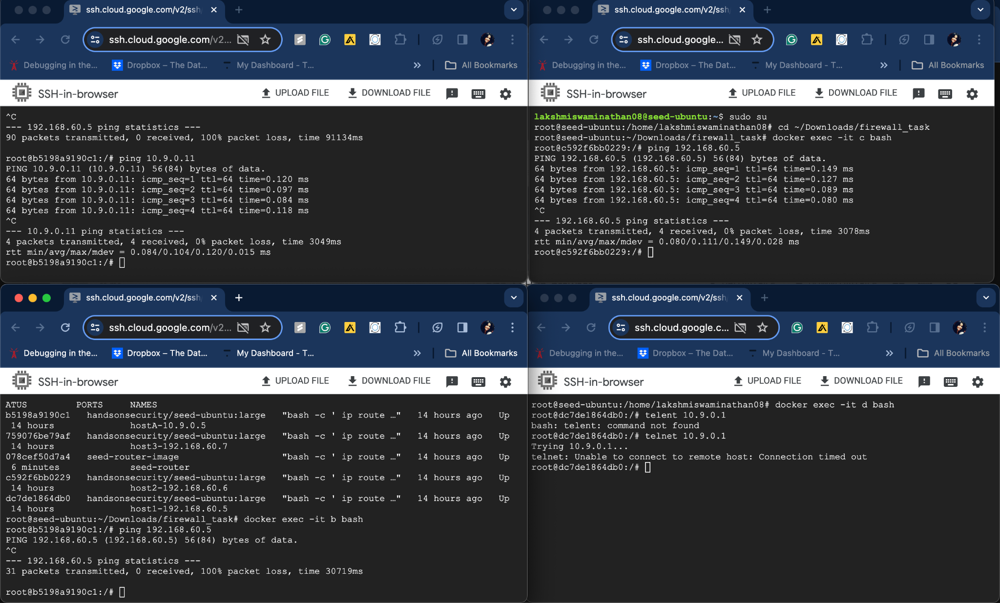 ssh.cloud.google.com/v2/ssh
ssh.cloud.google.com/v2...
Debugging in the...
Dropbox – The Dat...
My Dashboard - T...
All Bookmarks
SSH-in-browser
UPLOAD FILE
DOWNLOAD FILE
^C
--- 192.168.60.5 ping statistics ---
90 packets transmitted, 0 received, 100% packet loss, time 91134ms
root@b5198a9190c1:/# ping 10.9.0.11
PING 10.9.0.11 (10.9.0.11) 56(84) bytes of data.
64 bytes from 10.9.0.11: icmp_seq=1 ttl=64 time=0.120 ms
64 bytes from 10.9.0.11: icmp_seq=2 ttl=64 time=0.097 ms
64 bytes from 10.9.0.11: icmp_seq=3 ttl=64 time=0.084 ms
64 bytes from 10.9.0.11: icmp_seq=4 ttl=64 time=0.118 ms
^C
--- 10.9.0.11 ping statistics ---
4 packets transmitted, 4 received, 0% packet loss, time 3049ms
rtt min/avg/max/mdev = 0.084/0.104/0.120/0.015 ms
root@b5198a9190c1:/#
ssh.cloud.google.com/v2/ssh
ssh.cloud.google...
Debugging in the...
Dropbox – The Dat...
My Dashboard - T...
All Bookmarks
SSH-in-browser
UPLOAD FILE
DOWNLOAD FILE
lakshmiswaminathan08@seed-ubuntu:~$ sudo su
root@seed-ubuntu:/home/lakshmiswaminathan08# cd ~/Downloads/firewall_task
root@seed-ubuntu:~/Downloads/firewall_task# docker exec -it c bash
root@c592f6bb0229:/# ping 192.168.60.5
PING 192.168.60.5 (192.168.60.5) 56(84) bytes of data.
64 bytes from 192.168.60.5: icmp_seq=1 ttl=64 time=0.149 ms
64 bytes from 192.168.60.5: icmp_seq=2 ttl=64 time=0.127 ms
64 bytes from 192.168.60.5: icmp_seq=3 ttl=64 time=0.089 ms
64 bytes from 192.168.60.5: icmp_seq=4 ttl=64 time=0.080 ms
^C
--- 192.168.60.5 ping statistics ---
4 packets transmitted, 4 received, 0% packet loss, time 3078ms
rtt min/avg/max/mdev = 0.080/0.111/0.149/0.028 ms
root@c592f6bb0229:/#
ssh.cloud.google.com/v2/ssh
ssh.cloud.google.com/v2...
Debugging in the...
Dropbox – The Dat...
My Dashboard - T...
All Bookmarks
SSH-in-browser
UPLOAD FILE
DOWNLOAD FILE
ATUS PORTS NAMES
b5198a9190c1 handsonsecurity/seed-ubuntu:large "bash -c ' ip route …" 14 hours ago Up
14 hours hostA-10.9.0.5
759076be79af handsonsecurity/seed-ubuntu:large "bash -c ' ip route …" 14 hours ago Up
14 hours host3-192.168.60.7
078cef50d7a4 seed-router-image "bash -c ' ip route …" 14 hours ago Up
6 minutes seed-router
c592f6bb0229 handsonsecurity/seed-ubuntu:large "bash -c ' ip route …" 14 hours ago Up
14 hours host2-192.168.60.6
dc7de1864db0 handsonsecurity/seed-ubuntu:large "bash -c ' ip route …" 14 hours ago Up
14 hours host1-192.168.60.5
root@seed-ubuntu:~/Downloads/firewall_task# docker exec -it b bash
root@b5198a9190c1:/# ping 192.168.60.5
PING 192.168.60.5 (192.168.60.5) 56(84) bytes of data.
^C
--- 192.168.60.5 ping statistics ---
31 packets transmitted, 0 received, 100% packet loss, time 30719ms
root@b5198a9190c1:/#
ssh.cloud.google.com/v2/ssh
ssh.cloud.google.c...
Debugging in the...
Dropbox – The Dat...
My Dashboard - T...
All Bookmarks
SSH-in-browser
UPLOAD FILE
DOWNLOAD FILE
root@seed-ubuntu:/home/lakshmiswaminathan08# docker exec -it d bash
root@dc7de1864db0:/# telent 10.9.0.1
bash: telent: command not found
root@dc7de1864db0:/# telnet 10.9.0.1
Trying 10.9.0.1...
telnet: Unable to connect to remote host: Connection timed out
root@dc7de1864db0:/#